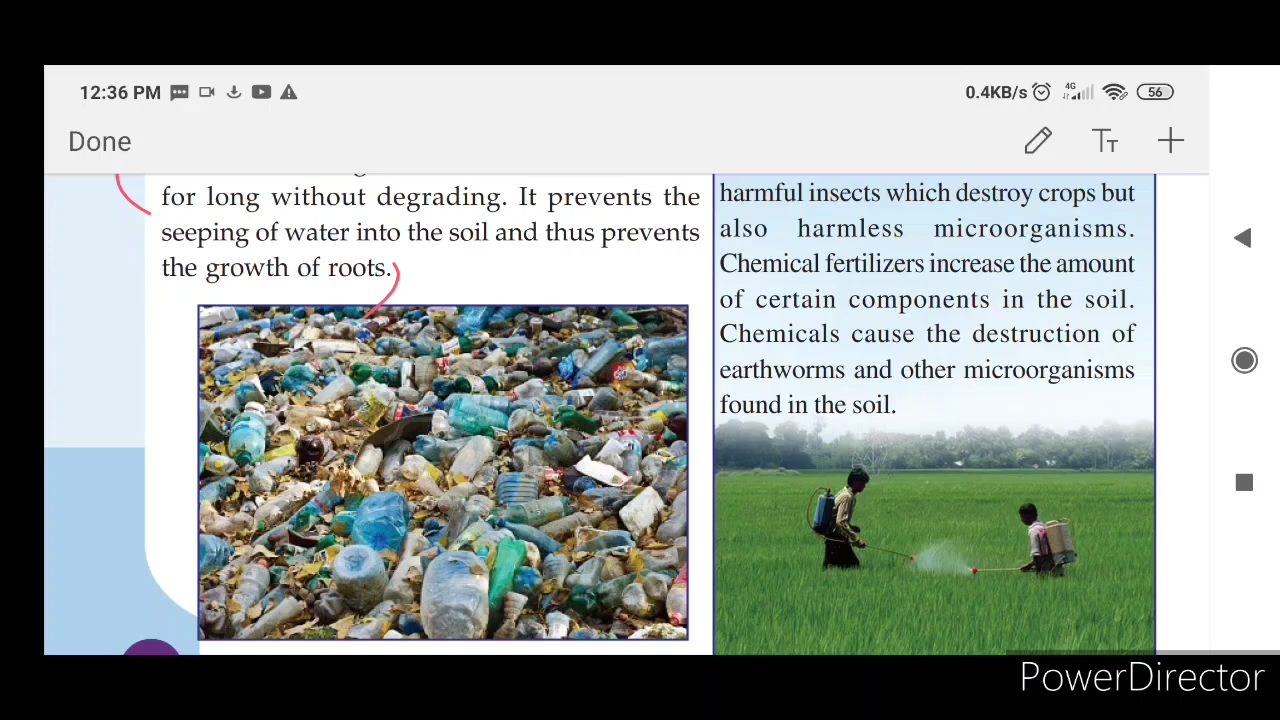 12:36 PM
0.4KB/s
4G
56
Done
TT
for long without degrading. It prevents the
seeping of water into the soil and thus prevents
the growth of roots.
harmful insects which destroy crops but
also harmless microorganisms.
Chemical fertilizers increase the amount
of certain components in the soil.
Chemicals cause the destruction of
earthworms and other microorganisms
found in the soil.
PowerDirector